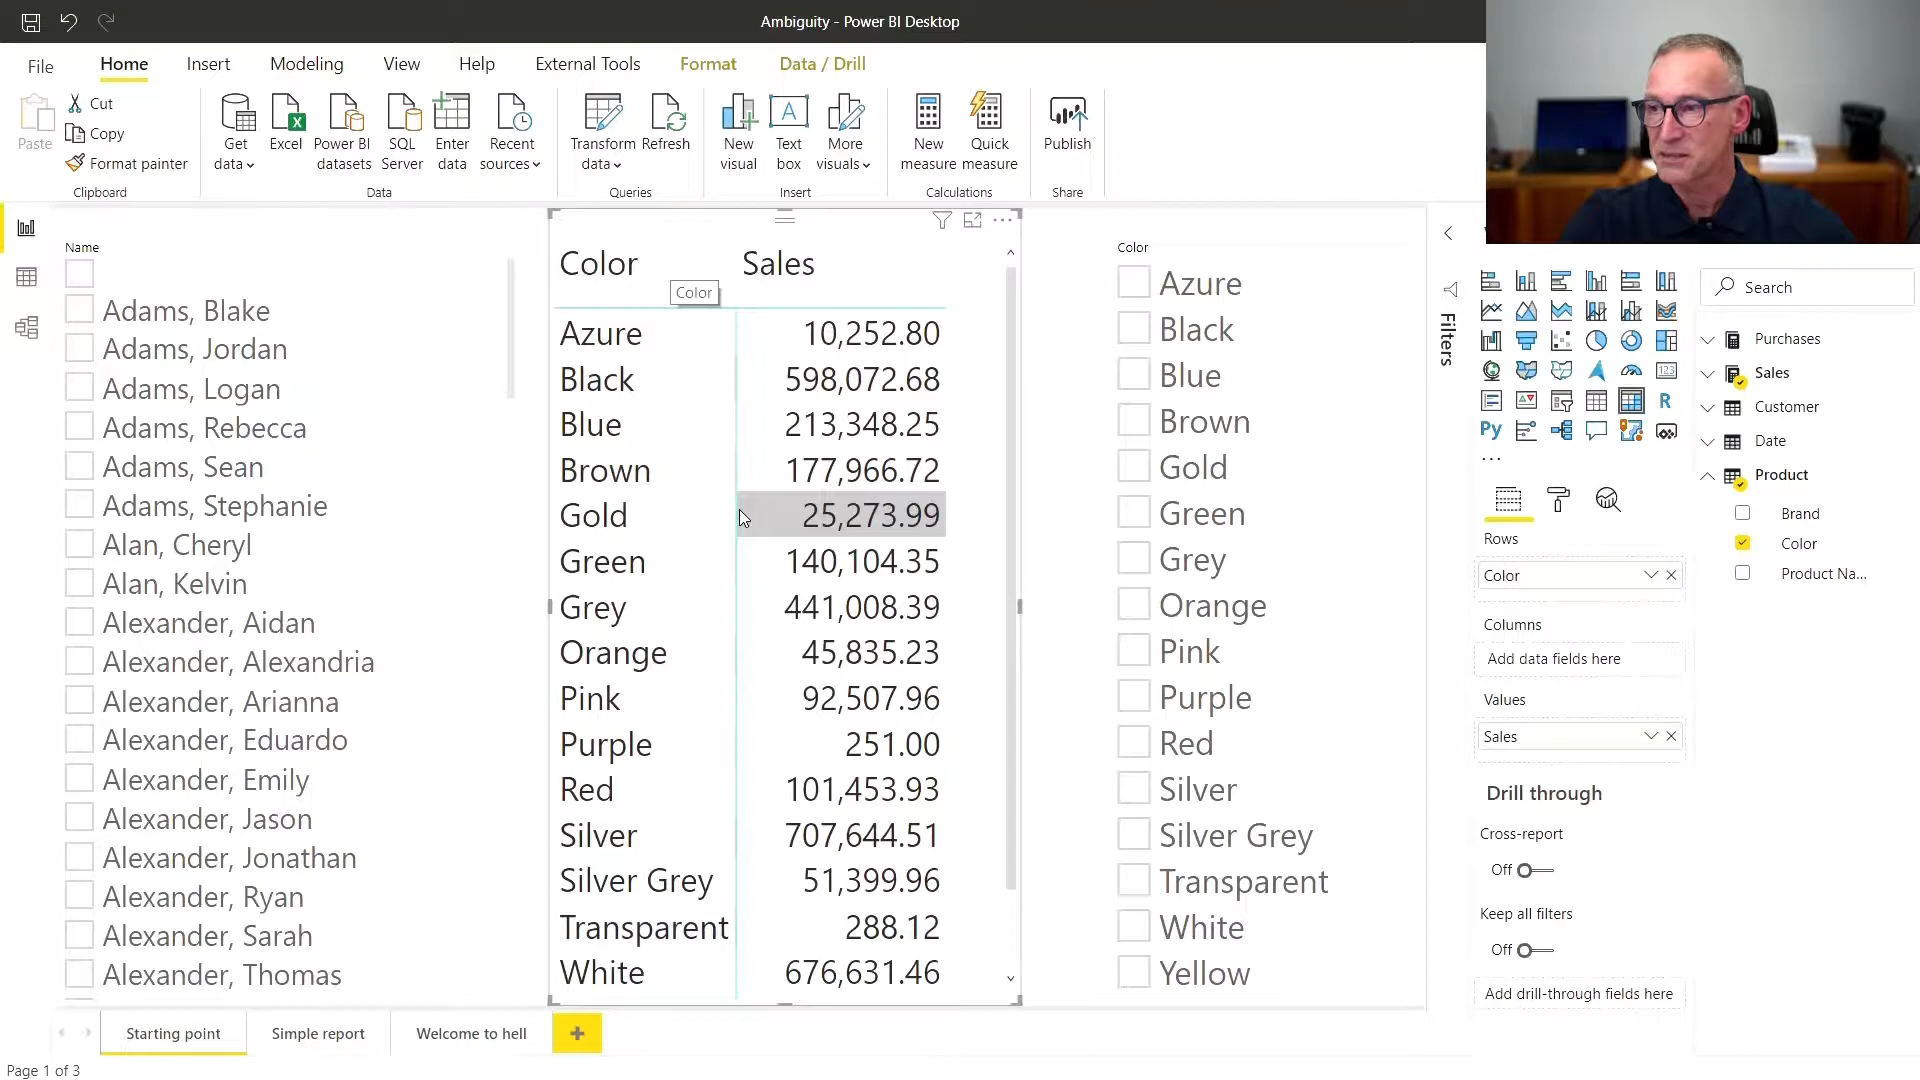 Ambiguity - Power BI Desktop
File
Home
Insert
Modeling
View
Help
External Tools
Format
Data / Drill
Paste
Cut
Copy
Format painter
Clipboard
Get data
Excel
Power BI datasets
SQL Server
Enter data
Recent sources
Data
Transform data
Refresh
Queries
New visual
Text box
More visuals
Insert
New measure
Quick measure
Calculations
Publish
Share
Name
Adams, Blake
Adams, Jordan
Adams, Logan
Adams, Rebecca
Adams, Sean
Adams, Stephanie
Alan, Cheryl
Alan, Kelvin
Alexander, Aidan
Alexander, Alexandria
Alexander, Arianna
Alexander, Eduardo
Alexander, Emily
Alexander, Jason
Alexander, Jonathan
Alexander, Ryan
Alexander, Sarah
Alexander, Thomas
Color Sales
Color
Azure 10,252.80
Black 598,072.68
Blue 213,348.25
Brown 177,966.72
Gold 25,273.99
Green 140,104.35
Grey 441,008.39
Orange 45,835.23
Pink 92,507.96
Purple 251.00
Red 101,453.93
Silver 707,644.51
Silver Grey 51,399.96
Transparent 288.12
White 676,631.46
Color
Azure
Black
Blue
Brown
Gold
Green
Grey
Orange
Pink
Purple
Red
Silver
Silver Grey
Transparent
White
Yellow
Filters
123
R
Py
Rows
Color
Columns
Add data fields here
Values
Sales
Drill through
Cross-report
Off
Keep all filters
Off
Add drill-through fields here
Search
Purchases
Sales
Customer
Date
Product
Brand
Color
Product Na...
Starting point
Simple report
Welcome to hell
Page 1 of 3